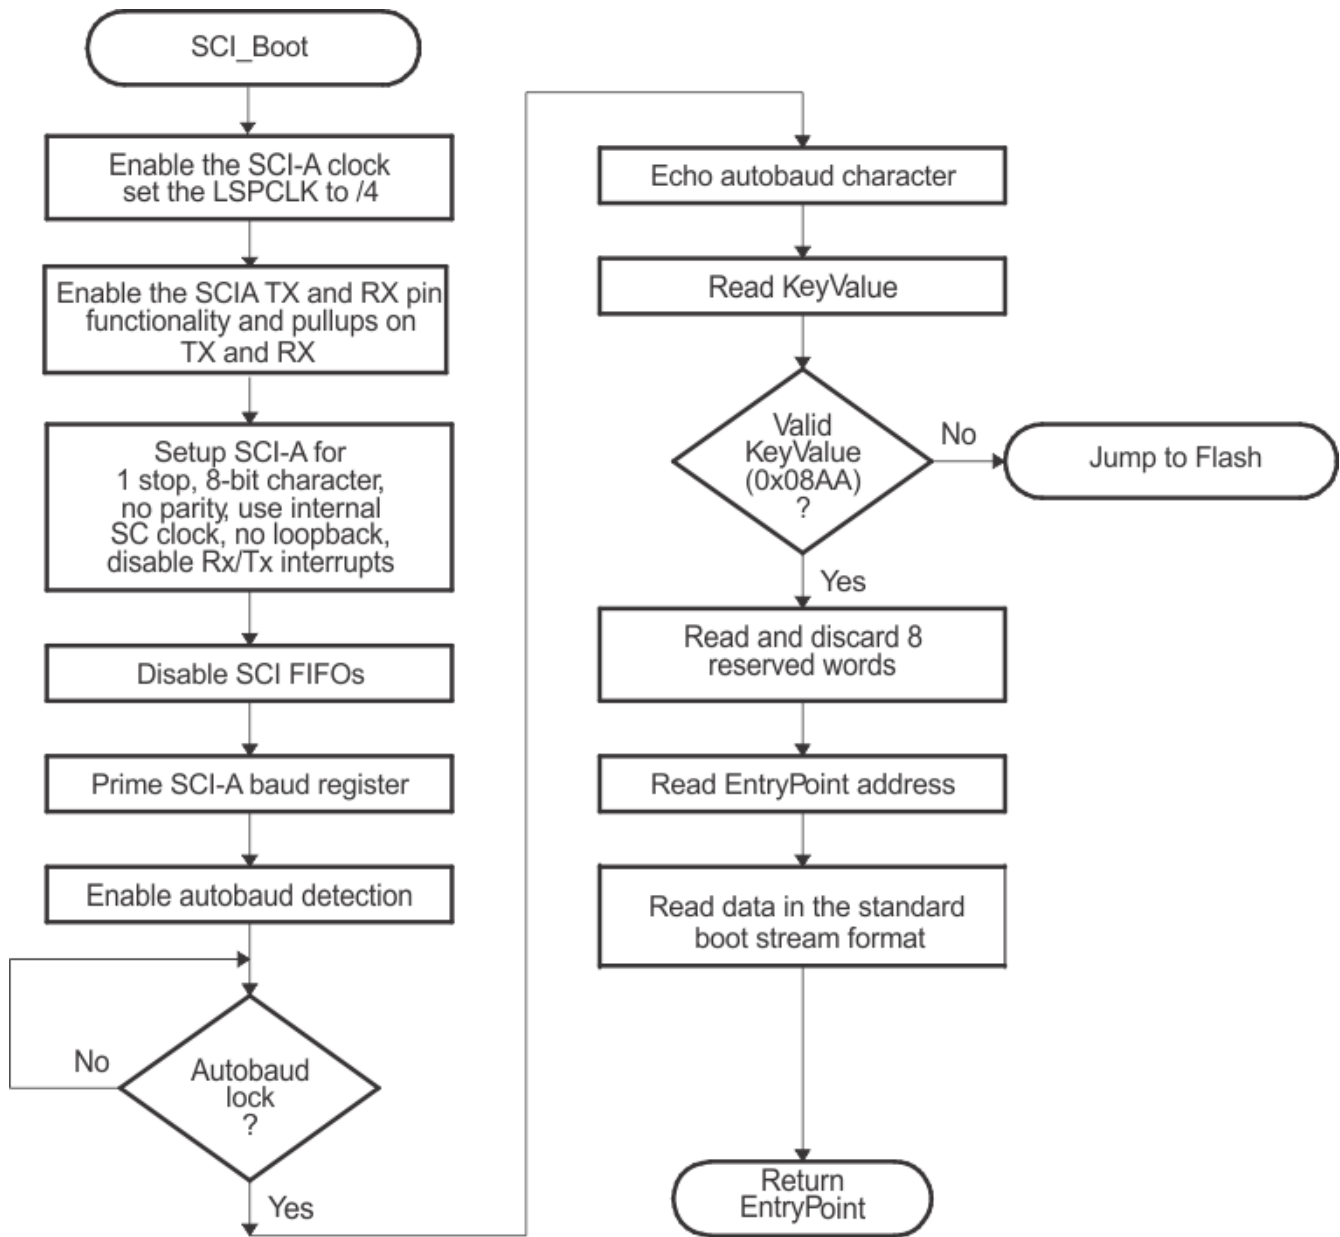 SCI_Boot
Enable the SCI-A clock
set the LSPCLK to /4
Enable the SCIA TX and RX pin
functionality and pullups on
TX and RX
Setup SCI-A for
1 stop, 8-bit character,
no parity, use internal
SC clock, no loopback,
disable Rx/Tx interrupts
Disable SCI FIFOs
Prime SCI-A baud register
Enable autobaud detection
No
Autobaud
lock
?
Yes
Echo autobaud character
Read KeyValue
Valid
KeyValue
(0x08AA)
?
No
Jump to Flash
Yes
Read and discard 8
reserved words
Read EntryPoint address
Read data in the standard
boot stream format
Return
EntryPoint